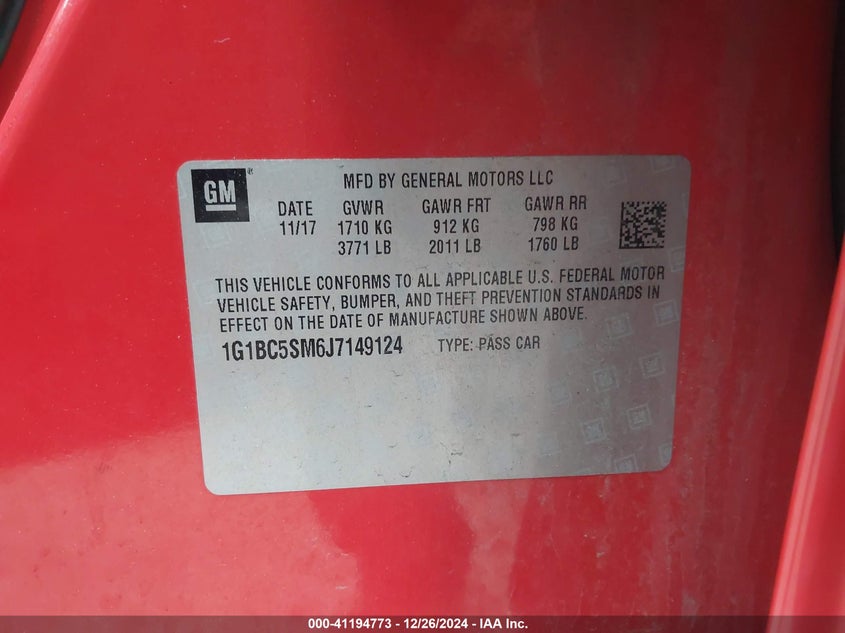 GM
MFD BY GENERAL MOTORS LLC
DATE GVWR GAWR FRT GAWR RR
11/17 1710 KG 912 KG 798 KG
3771 LB 2011 LB 1760 LB
THIS VEHICLE CONFORMS TO ALL APPLICABLE U.S. FEDERAL MOTOR
VEHICLE SAFETY, BUMPER, AND THEFT PREVENTION STANDARDS IN
EFFECT ON THE DATE OF MANUFACTURE SHOWN ABOVE.
1G1BC5SM6J7149124 TYPE: PASS CAR
000-41194773 - 12/26/2024 - IAA Inc.